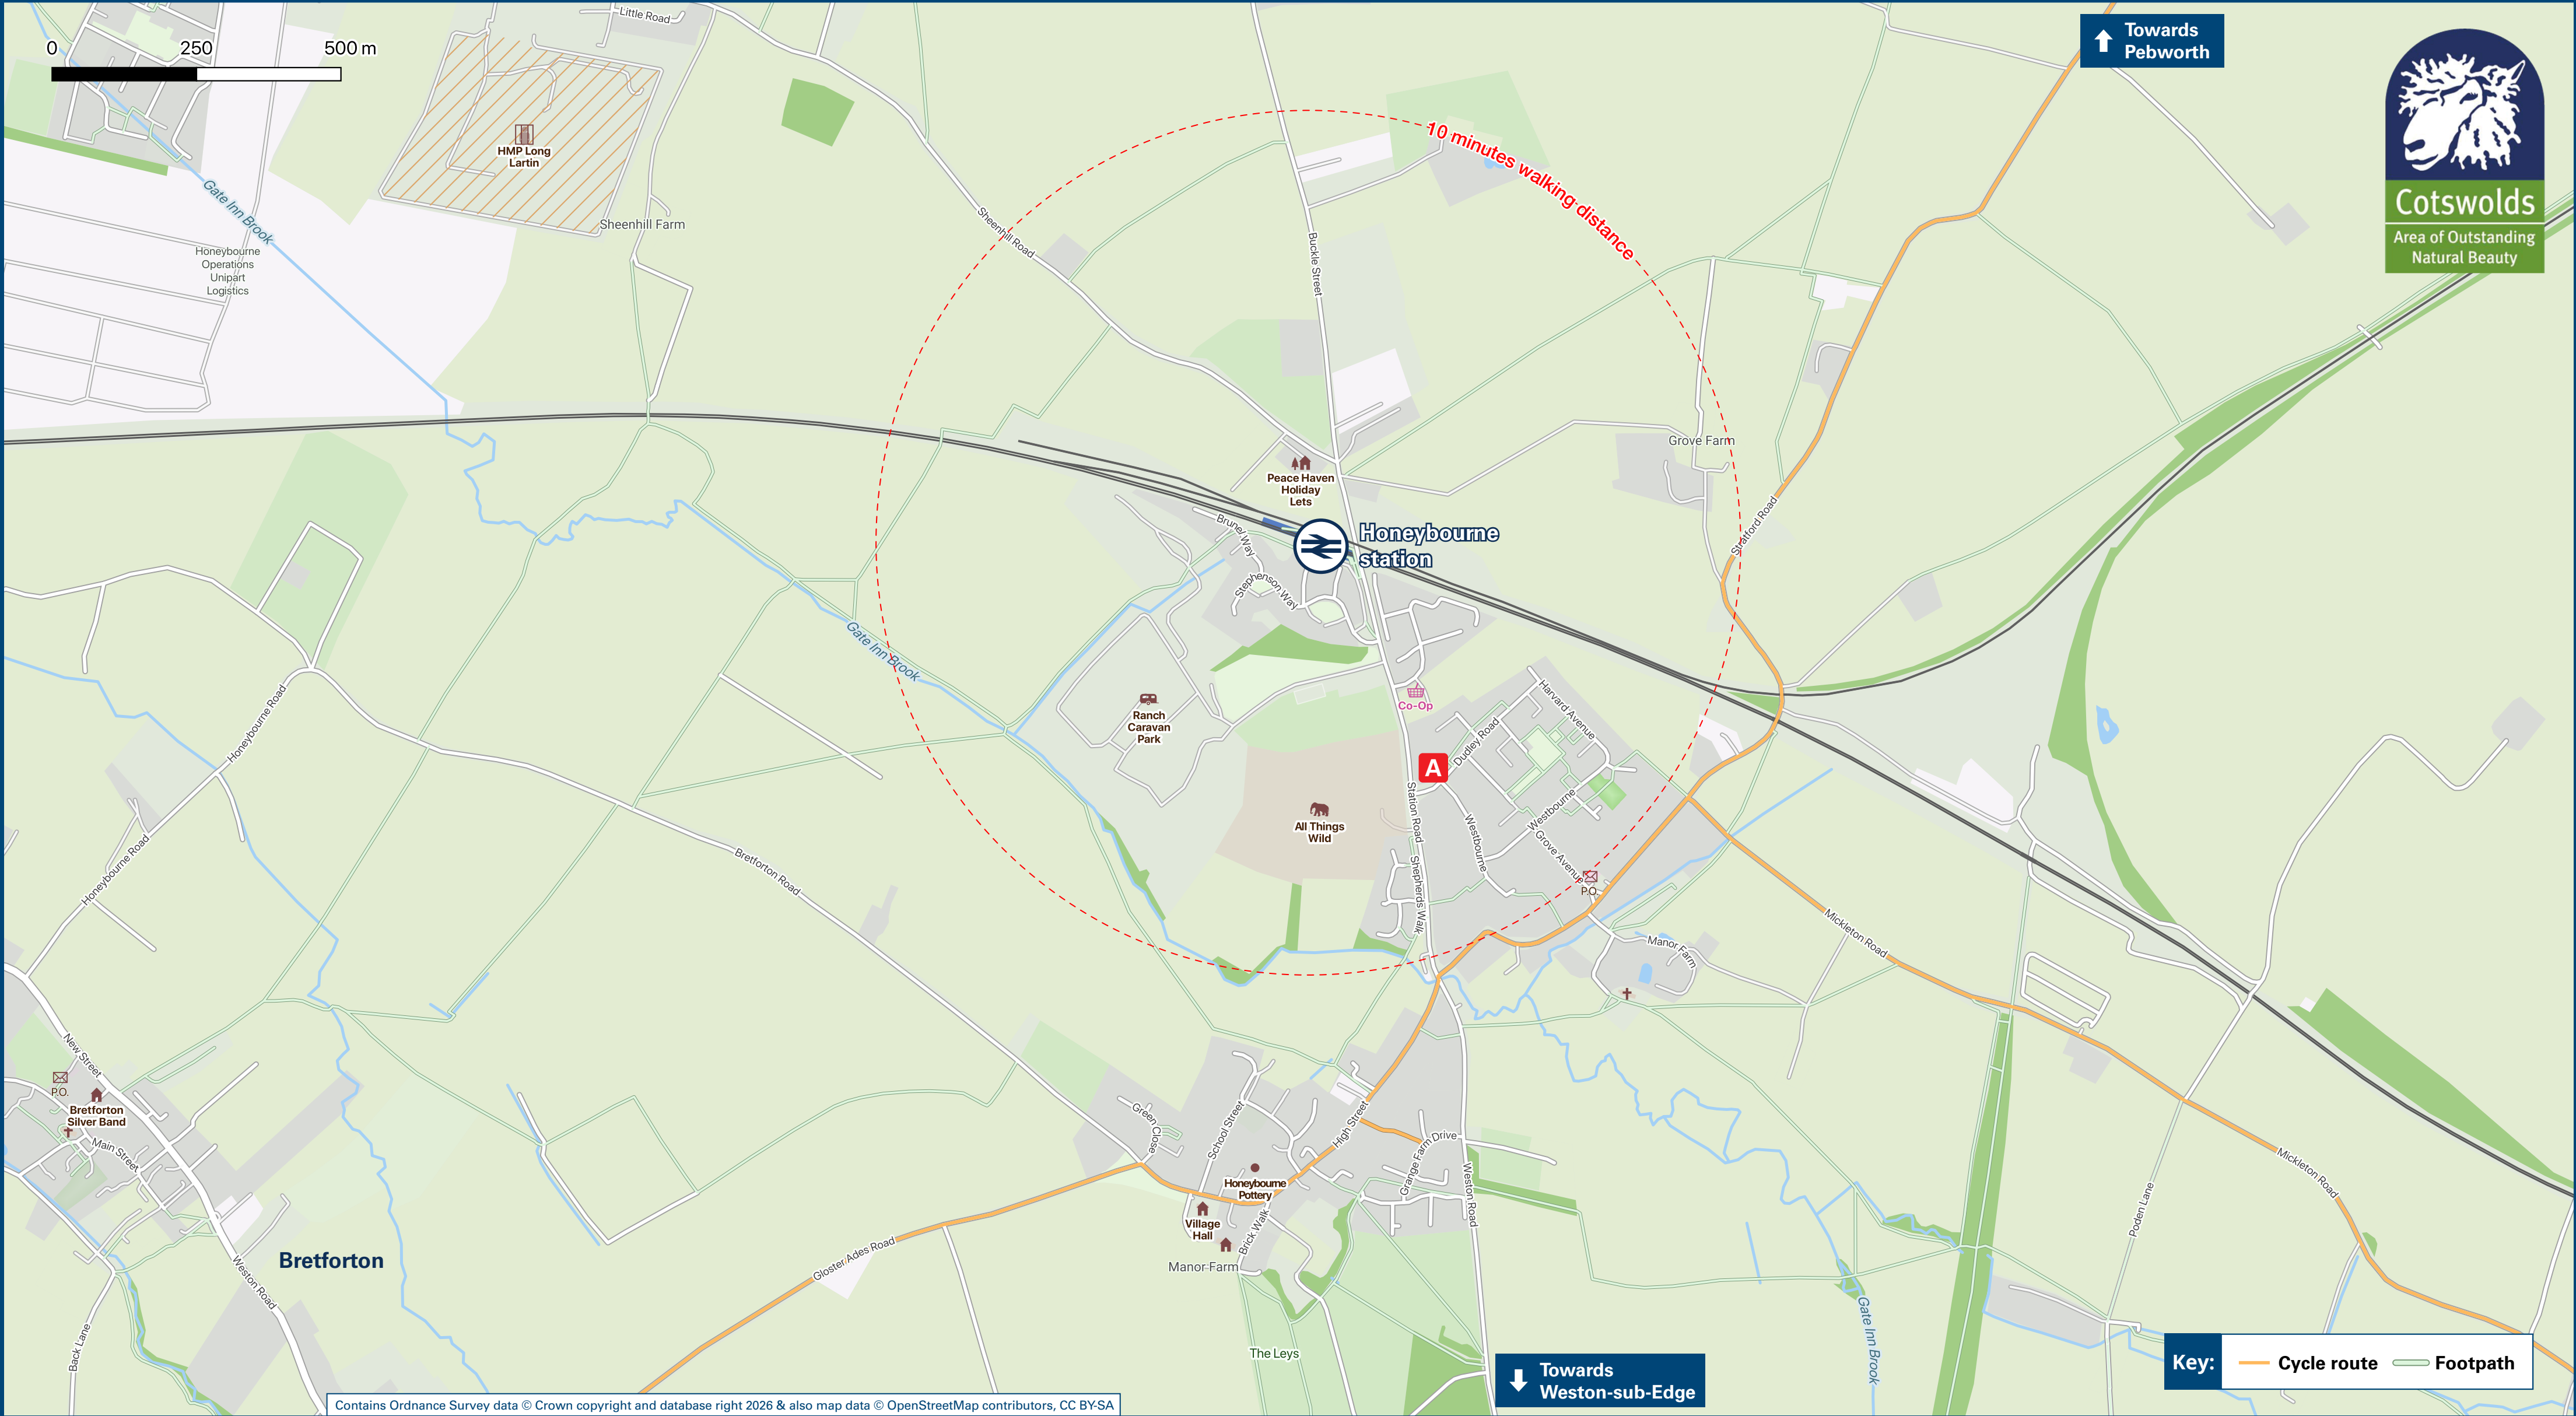 Little Road
Towards
Pebworth
0 250 500 m
Cotswolds
Area of Outstanding
Natural Beauty
HMP Long
Lartin
10 minutes walking distance
Gate Inn Brook
Sheenhill Farm
Sheenhill Road
Buckle Street
Honeybourne
Operations
Unipart
Logistics
Grove Farm
Peace Haven
Holiday
Lets
Stratford Road
Brunel Way
Honeybourne
station
Stephenson Way
Gate Inn Brook
Honeybourne Road
Ranch
Caravan
Park
Co-Op
Harvard Avenue
Dudley Road
A
All Things
Wild
Station Road
Westbourne
Westbourne
Grove Avenue
P.O.
Shepherds Walk
Honeybourne Road
Bretforton Road
Mickleton Road
Manor Farm
New Street
P.O.
Bretforton
Silver Band
Main Street
Green Close
School Street
High Street
Grange Farm Drive
Weston Road
Honeybourne
Pottery
Village
Hall
Brick Walk
Manor Farm
Mickleton Road
Poden Lane
Bretforton
Gloster Ades Road
Weston Road
Back Lane
The Leys
Gate Inn Brook
Towards
Weston-sub-Edge
Key: Cycle route Footpath
Contains Ordnance Survey data © Crown copyright and database right 2026 & also map data © OpenStreetMap contributors, CC BY-SA